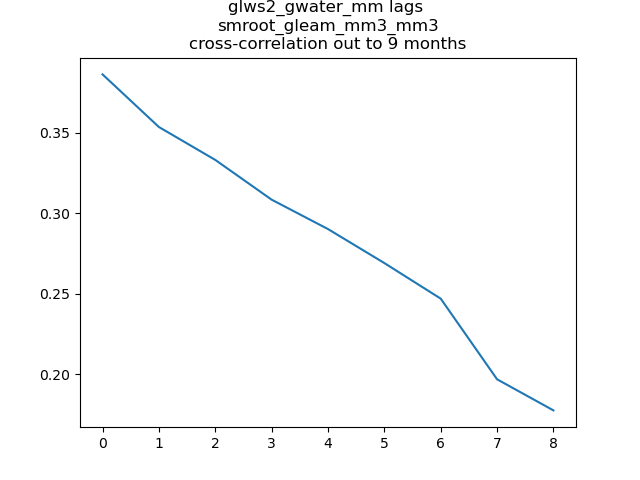 glws2_gwater_mm lags
smroot_gleam_mm3_mm3
cross-correlation out to 9 months
0.35
0.30
0.25
0.20
0 1 2 3 4 5 6 7 8